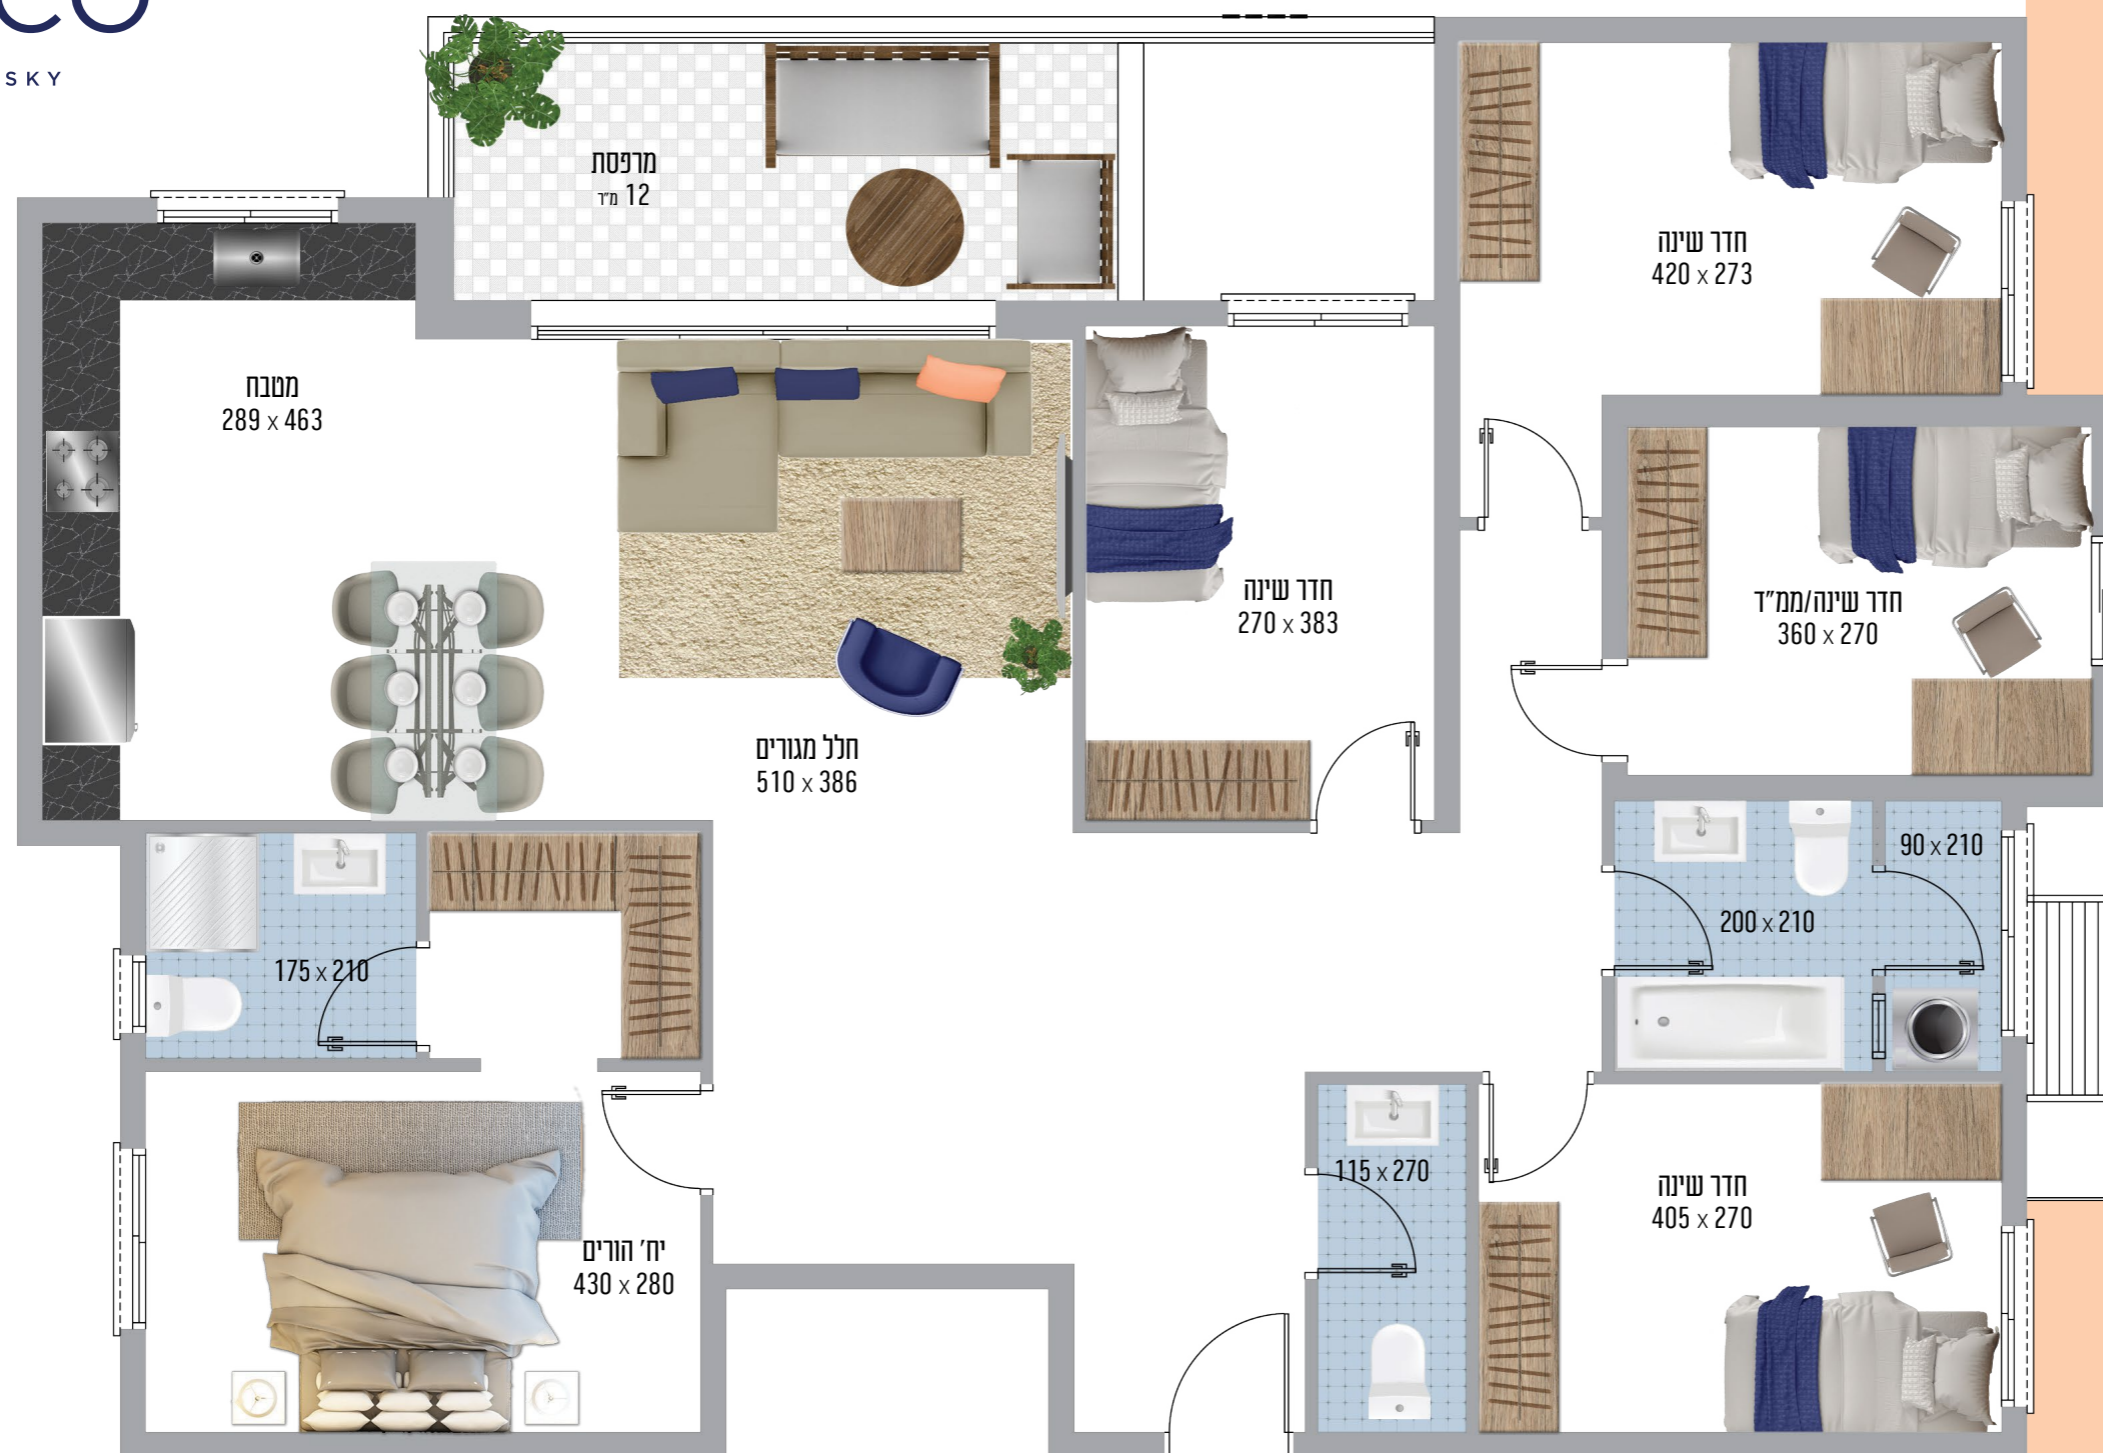 CO
SKY
מרפסת
12 מ״ר
חדר שינה
420 x 273
מטבח
289 x 463
חדר שינה
270 x 383
חדר שינה/ממ״ד
360 x 270
חלל מגורים
510 x 386
90 x 210
200 x 210
175 x 210
115 x 270
חדר שינה
405 x 270
יח׳ הורים
430 x 280